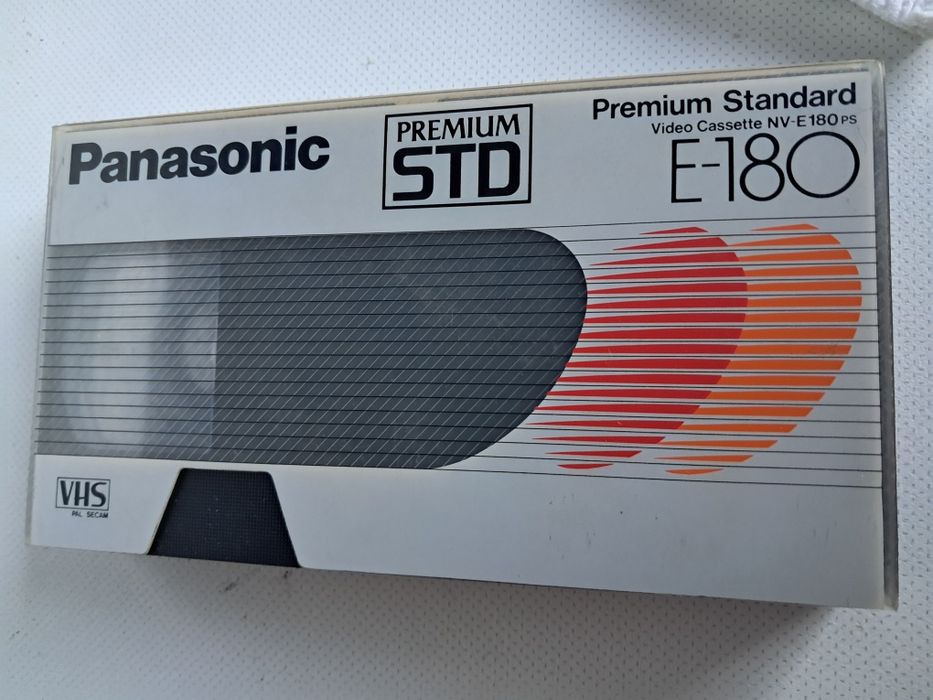 Panasonic
PREMIUM
STD
Premium Standard
Video Cassette NV-E180PS
E-180
VHS
PAL SECAM